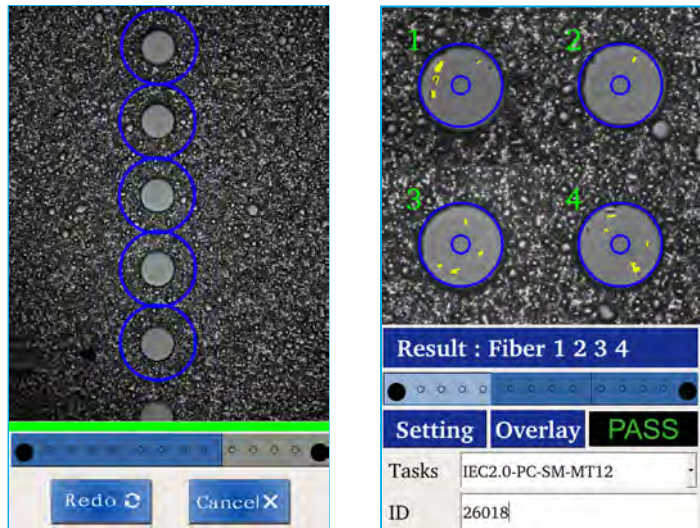 Redo
Cancel
1 2
3 4
Result : Fiber 1 2 3 4
Setting Overlay PASS
Tasks IEC2.0-PC-SM-MT12
ID 26018